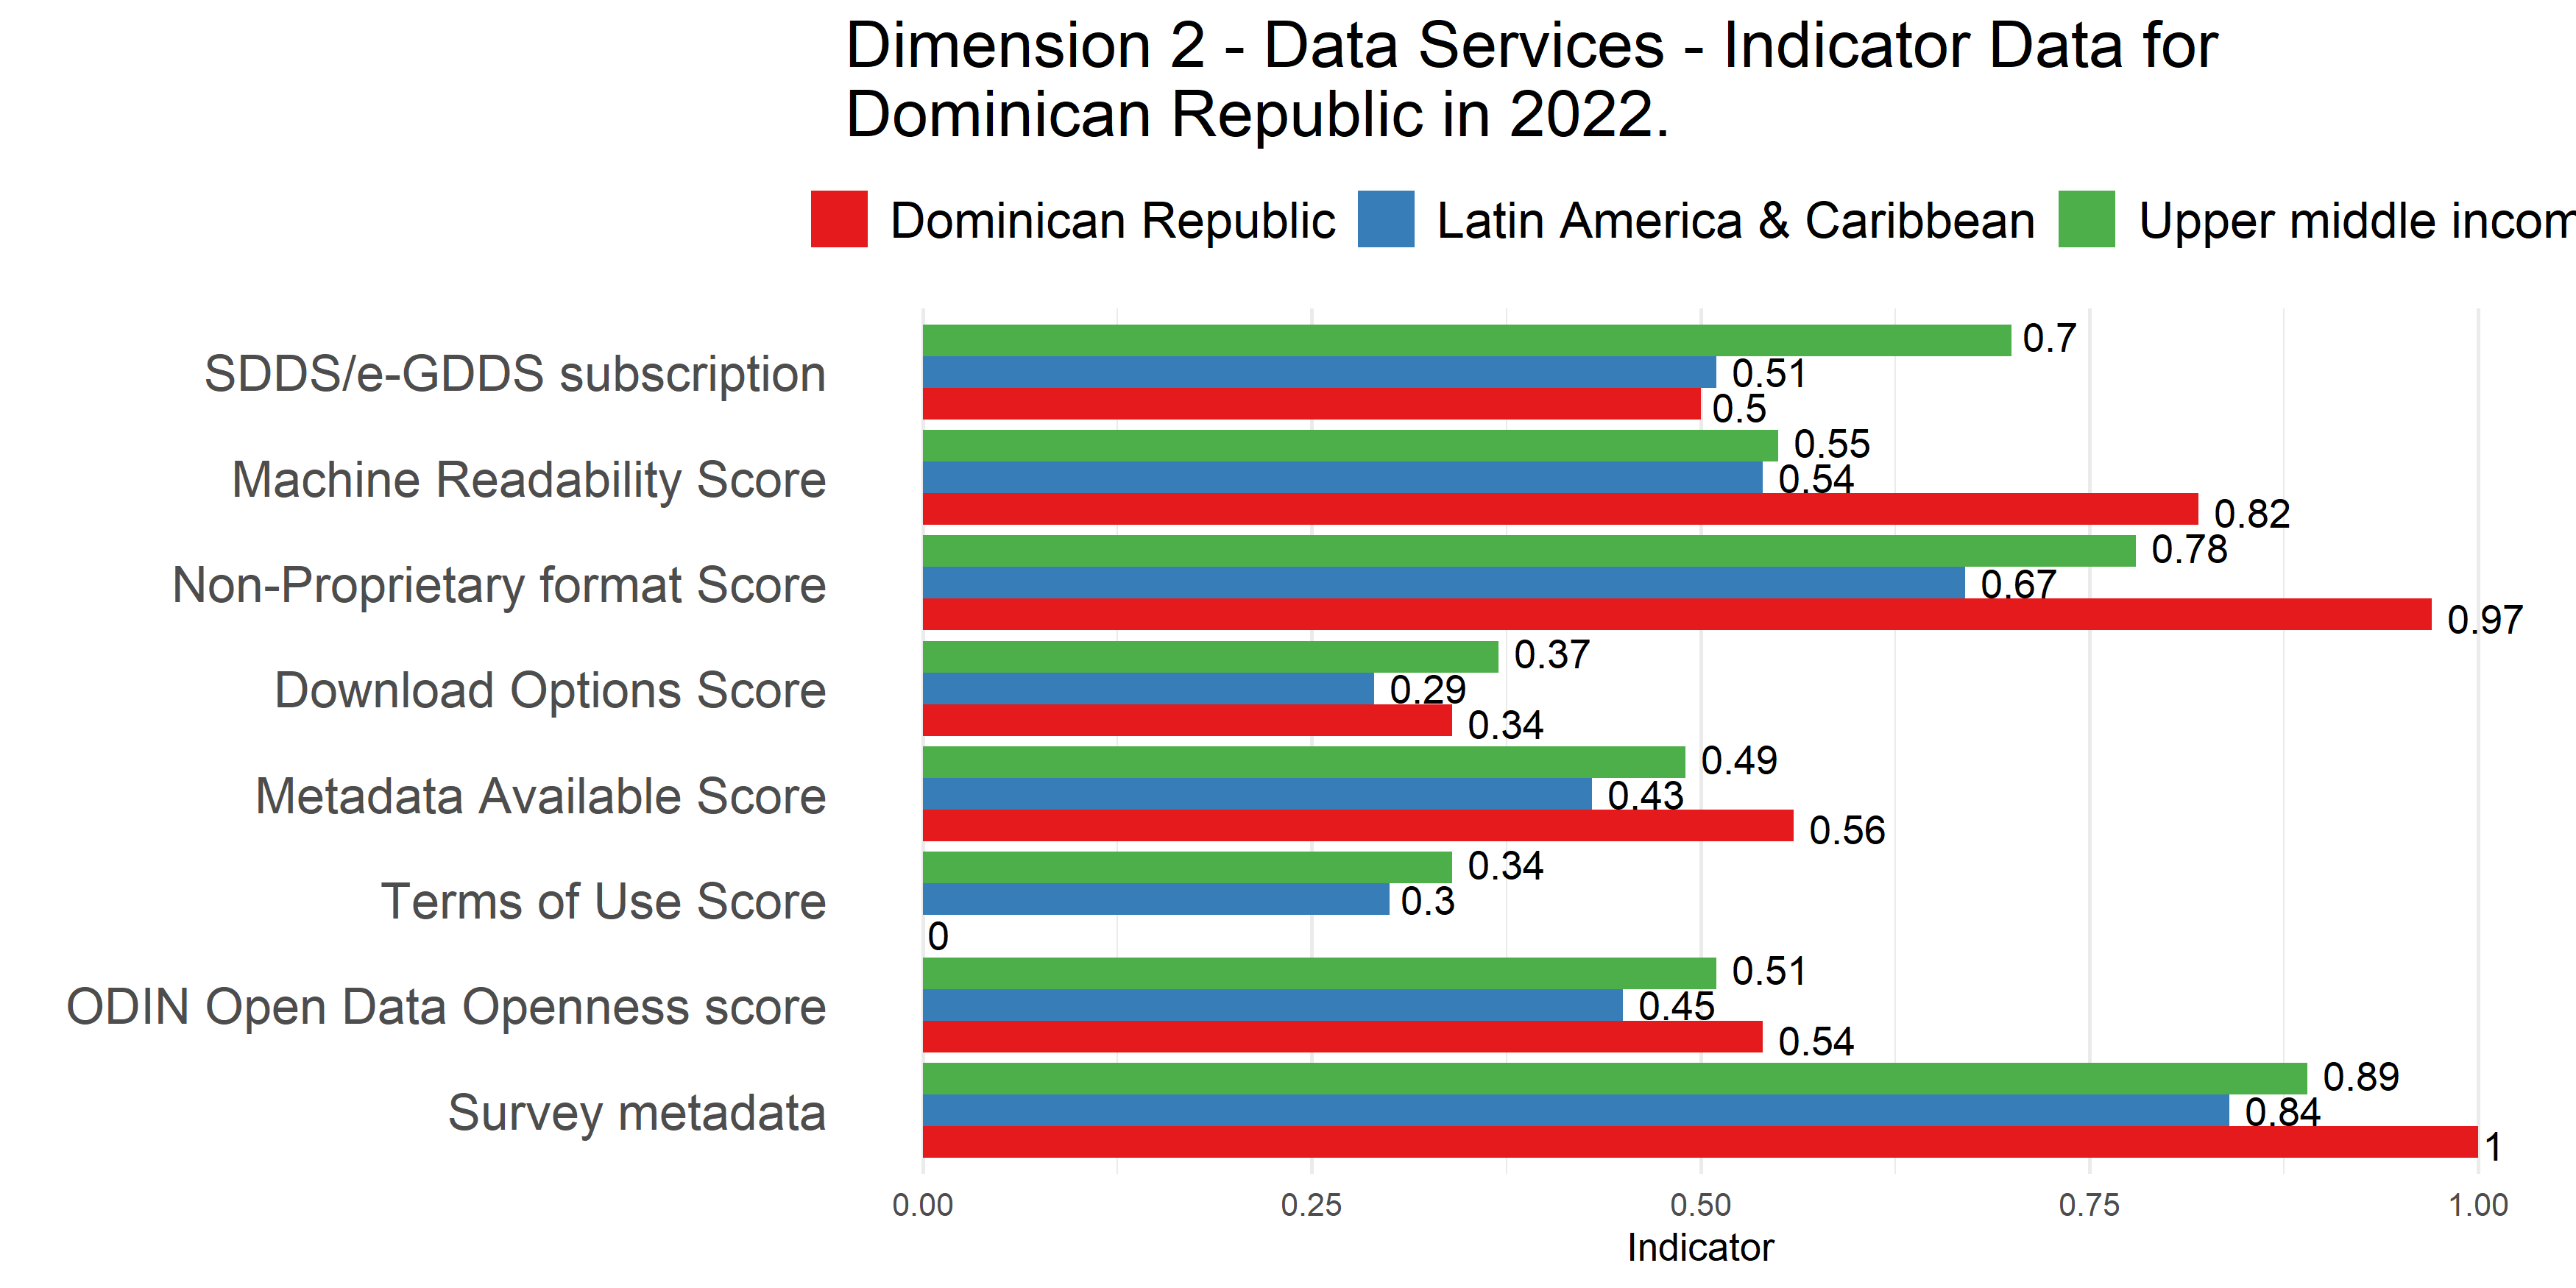 Dimension 2 - Data Services - Indicator Data for
Dominican Republic in 2022.
Dominican Republic Latin America & Caribbean Upper middle incom
SDDS/e-GDDS subscription
0.7
0.51
0.5
Machine Readability Score
0.55
0.54
0.82
Non-Proprietary format Score
0.78
0.67
0.97
Download Options Score
0.37
0.29
0.34
Metadata Available Score
0.49
0.43
0.56
Terms of Use Score
0.34
0.3
0
ODIN Open Data Openness score
0.51
0.45
0.54
Survey metadata
0.89
0.84
1
0.00 0.25 0.50 0.75 1.00
Indicator